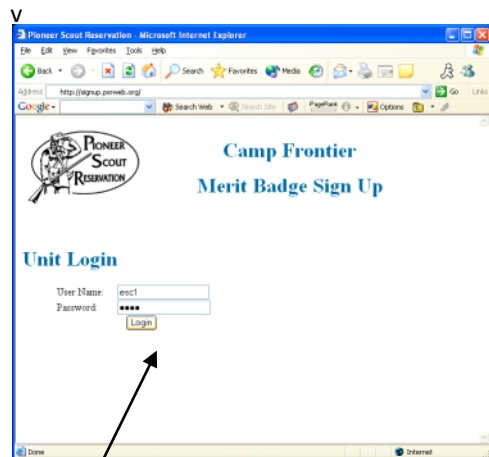 v
Pioneer Scout Reservation - Microsoft Internet Explorer
File Edit View Favorites Tools Help
Back Search Favorites Media
Address http://signup.psrweb.org/ Go Links
Google Search Web Search Site PageRank Options
PIONEER
SCOUT
RESERVATION
Camp Frontier
Merit Badge Sign Up
Unit Login
User Name: esc1
Password: ••••
Login
Done Internet